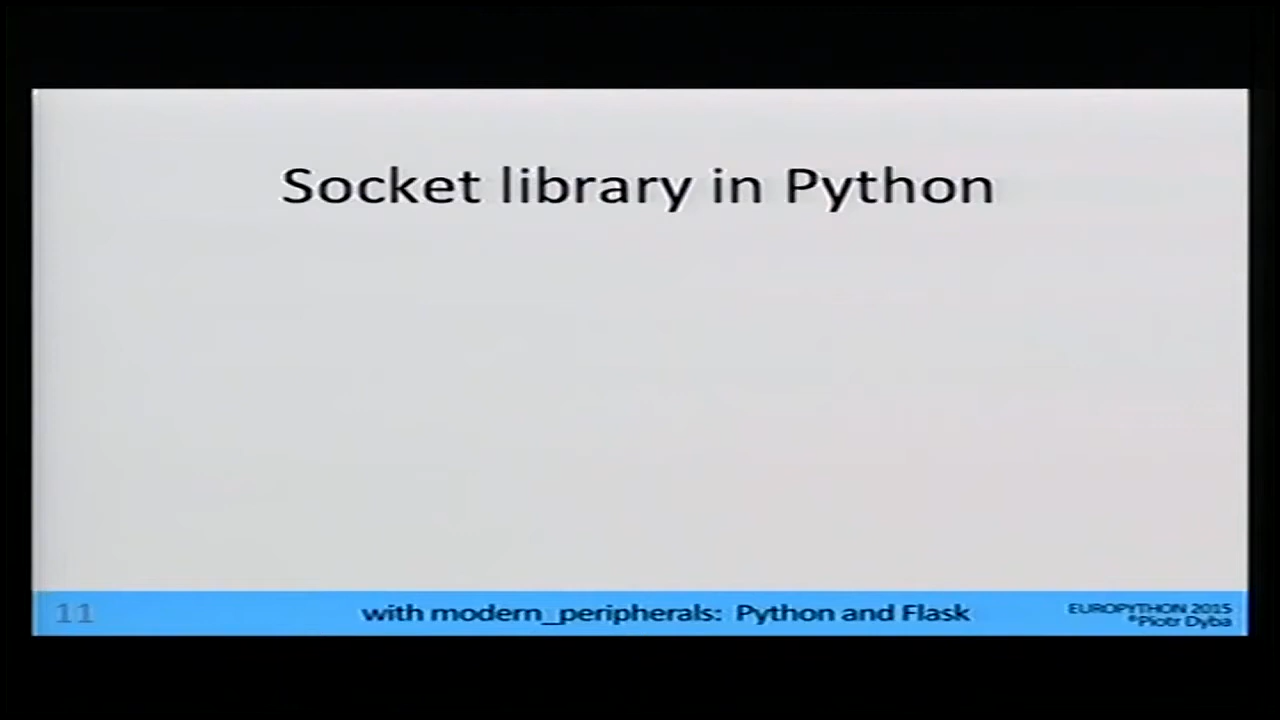 Socket library in Python
11
with modern_peripherals: Python and Flask
EUROPYTHON 2015
©Piotr Dyba